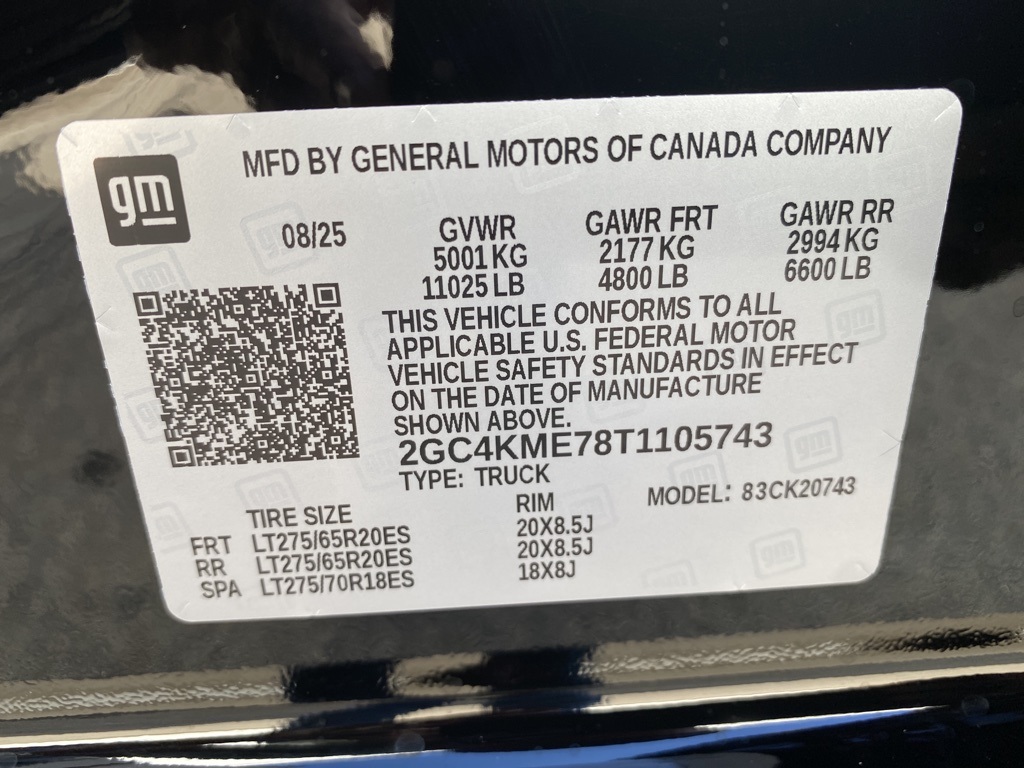 gm
MFD BY GENERAL MOTORS OF CANADA COMPANY
08/25
GVWR
5001 KG
11025 LB
GAWR FRT
2177 KG
4800 LB
GAWR RR
2994 KG
6600 LB
THIS VEHICLE CONFORMS TO ALL
APPLICABLE U.S. FEDERAL MOTOR
VEHICLE SAFETY STANDARDS IN EFFECT
ON THE DATE OF MANUFACTURE
SHOWN ABOVE.
2GC4KME78T1105743
TYPE: TRUCK
MODEL: 83CK20743
TIRE SIZE RIM
FRT LT275/65R20ES 20X8.5J
RR LT275/65R20ES 20X8.5J
SPA LT275/70R18ES 18X8J